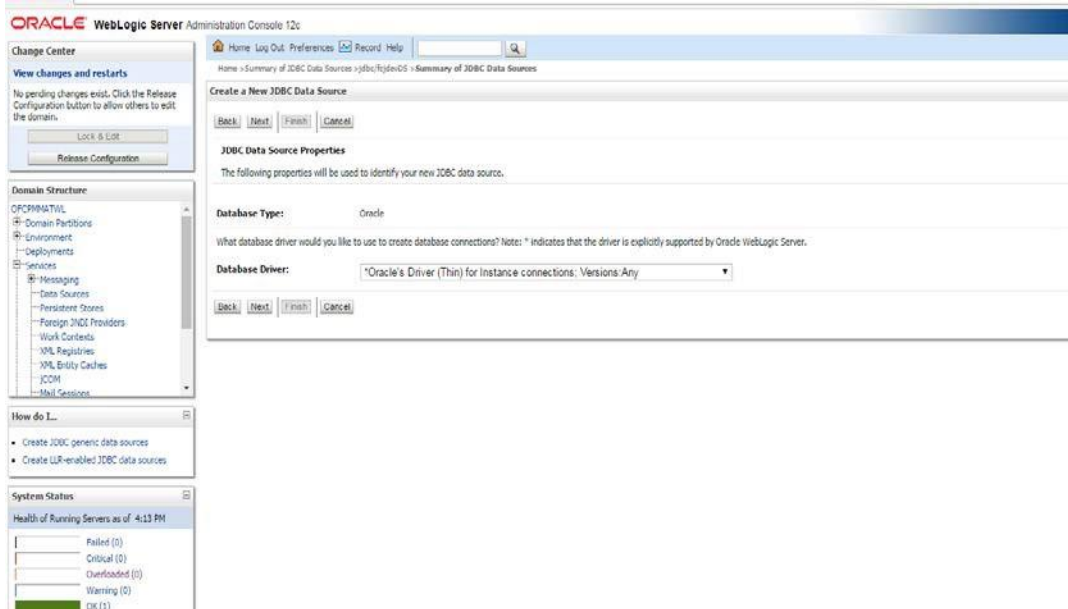 ORACLE WebLogic Server Administration Console 12c
Change Center
View changes and restarts
No pending changes exist. Click the Release
Configuration button to allow others to edit
the domain.
Lock & Edit
Release Configuration
Domain Structure
OFCPMMATWL
Domain Partitions
Environment
Deployments
Services
Messaging
Data Sources
Persistent Stores
Foreign JNDI Providers
Work Contexts
XML Registries
XML Entity Caches
jCOM
Mail Sessions
How do I...
Create JDBC generic data sources
Create LLR-enabled JDBC data sources
System Status
Health of Running Servers as of 4:13 PM
Failed (0)
Critical (0)
Overloaded (0)
Warning (0)
OK (1)
Home Log Out Preferences Record Help
Home >Summary of JDBC Data Sources >jdbc/fcjdevDS >Summary of JDBC Data Sources
Create a New JDBC Data Source
Back Next Finish Cancel
JDBC Data Source Properties
The following properties will be used to identify your new JDBC data source.
Database Type: Oracle
What database driver would you like to use to create database connections? Note: * indicates that the driver is explicitly supported by Oracle WebLogic Server.
Database Driver: *Oracle's Driver (Thin) for Instance connections; Versions:Any
Back Next Finish Cancel